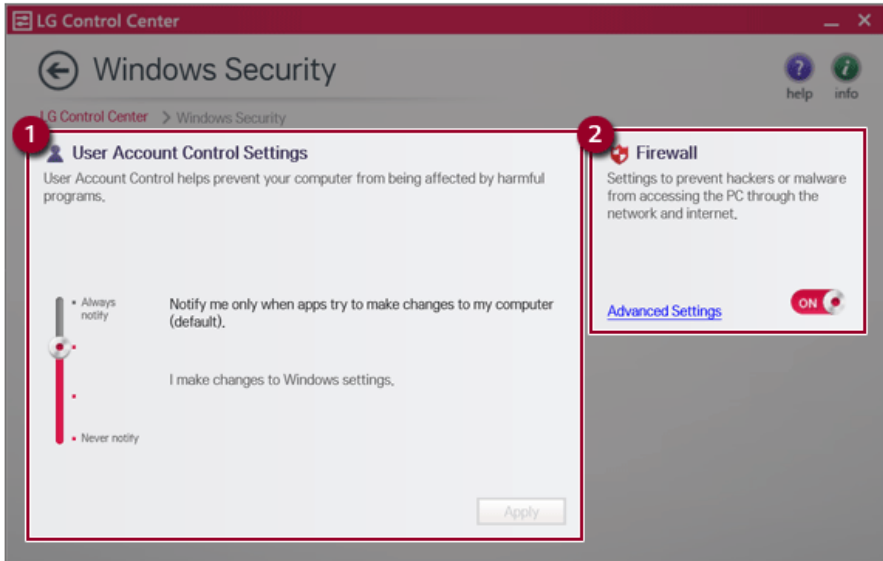 LG Control Center
Windows Security
help
info
LG Control Center > Windows Security
1
User Account Control Settings
User Account Control helps prevent your computer from being affected by harmful
programs.
Always
notify
Notify me only when apps try to make changes to my computer
(default).
I make changes to Windows settings.
Never notify
Apply
2
Firewall
Settings to prevent hackers or malware
from accessing the PC through the
network and internet.
Advanced Settings
ON